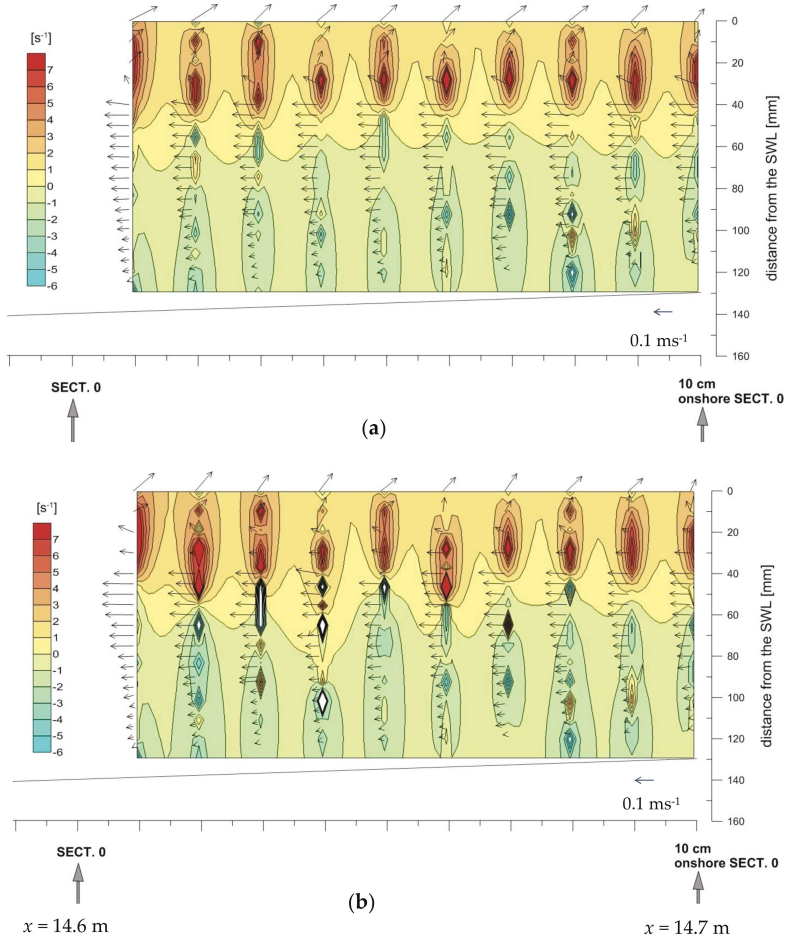 [s-1]
7
6
5
4
3
2
1
0
-1
-2
-3
-4
-5
-6
0
20
40
60
80
100
120
140
160
distance from the SWL [mm]
0.1 ms-1
SECT. 0
10 cm
onshore SECT. 0
(a)
[s-1]
7
6
5
4
3
2
1
0
-1
-2
-3
-4
-5
-6
0
20
40
60
80
100
120
140
160
distance from the SWL [mm]
0.1 ms-1
SECT. 0
10 cm
onshore SECT. 0
(b)
x = 14.6 m
x = 14.7 m